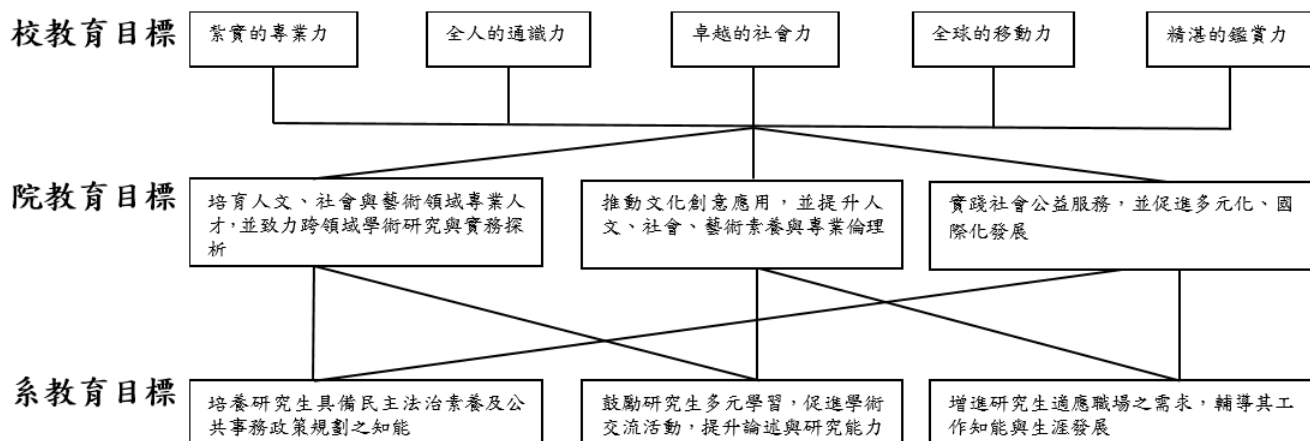 校教育目標
紮實的專業力
全人的通識力
卓越的社會力
全球的移動力
精湛的鑑賞力
院教育目標
培育人文、社會與藝術領域專業人
才，並致力跨領域學術研究與實務探
析
推動文化創意應用，並提升人
文、社會、藝術素養與專業倫理
實踐社會公益服務，並促進多元化、國
際化發展
系教育目標
培養研究生具備民主法治素養及公
共事務政策規劃之知能
鼓勵研究生多元學習，促進學術
交流活動，提升論述與研究能力
增進研究生適應職場之需求，輔導其工
作知能與生涯發展